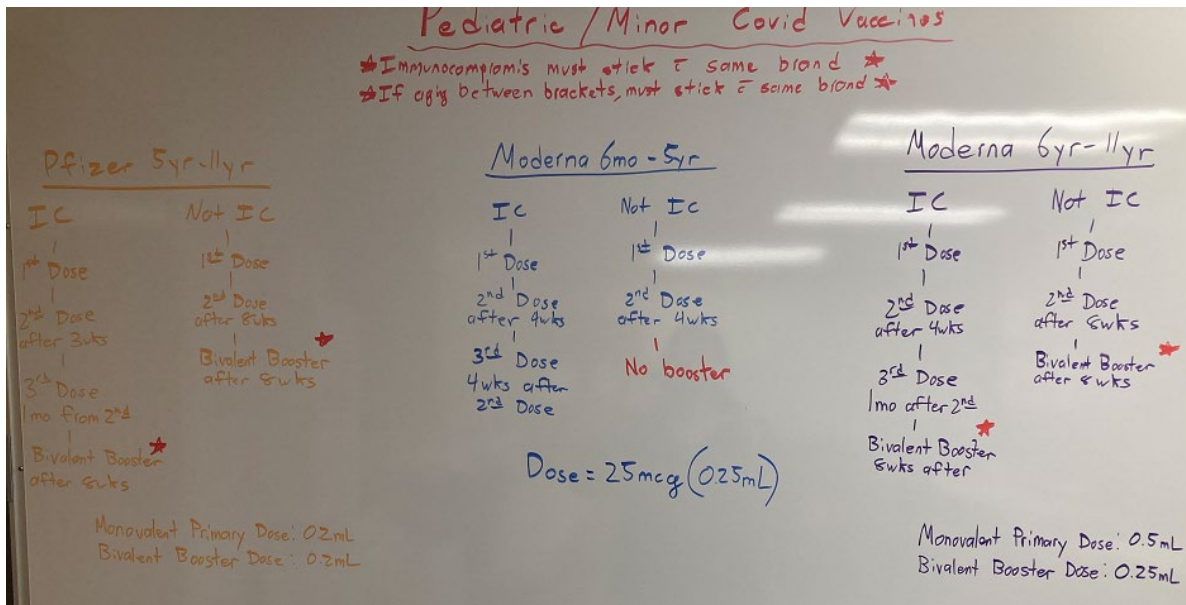 Pediatric / Minor Covid Vaccines
★ Immunocompromis must stick c̄ same brand ★
★ If aging between brackets, must stick c̄ same brand ★
Pfizer 5yr-11yr
IC
1st Dose
2nd Dose
after 3wks
3rd Dose
1mo from 2nd
Bivalent Booster ★
after 8wks
Not IC
1st Dose
2nd Dose
after 8wks
Bivalent Booster ★
after 8wks
Monovalent Primary Dose: 0.2mL
Bivalent Booster Dose: 0.2mL
Moderna 6mo-5yr
IC
1st Dose
2nd Dose
after 4wks
3rd Dose
4wks after
2nd Dose
Not IC
1st Dose
2nd Dose
after 4wks
No booster
Dose = 25mcg (0.25mL)
Moderna 6yr-11yr
IC
1st Dose
2nd Dose
after 4wks
3rd Dose
1mo after 2nd
Bivalent Booster ★
8wks after
Not IC
1st Dose
2nd Dose
after 8wks
Bivalent Booster ★
after 8wks
Monovalent Primary Dose: 0.5mL
Bivalent Booster Dose: 0.25mL